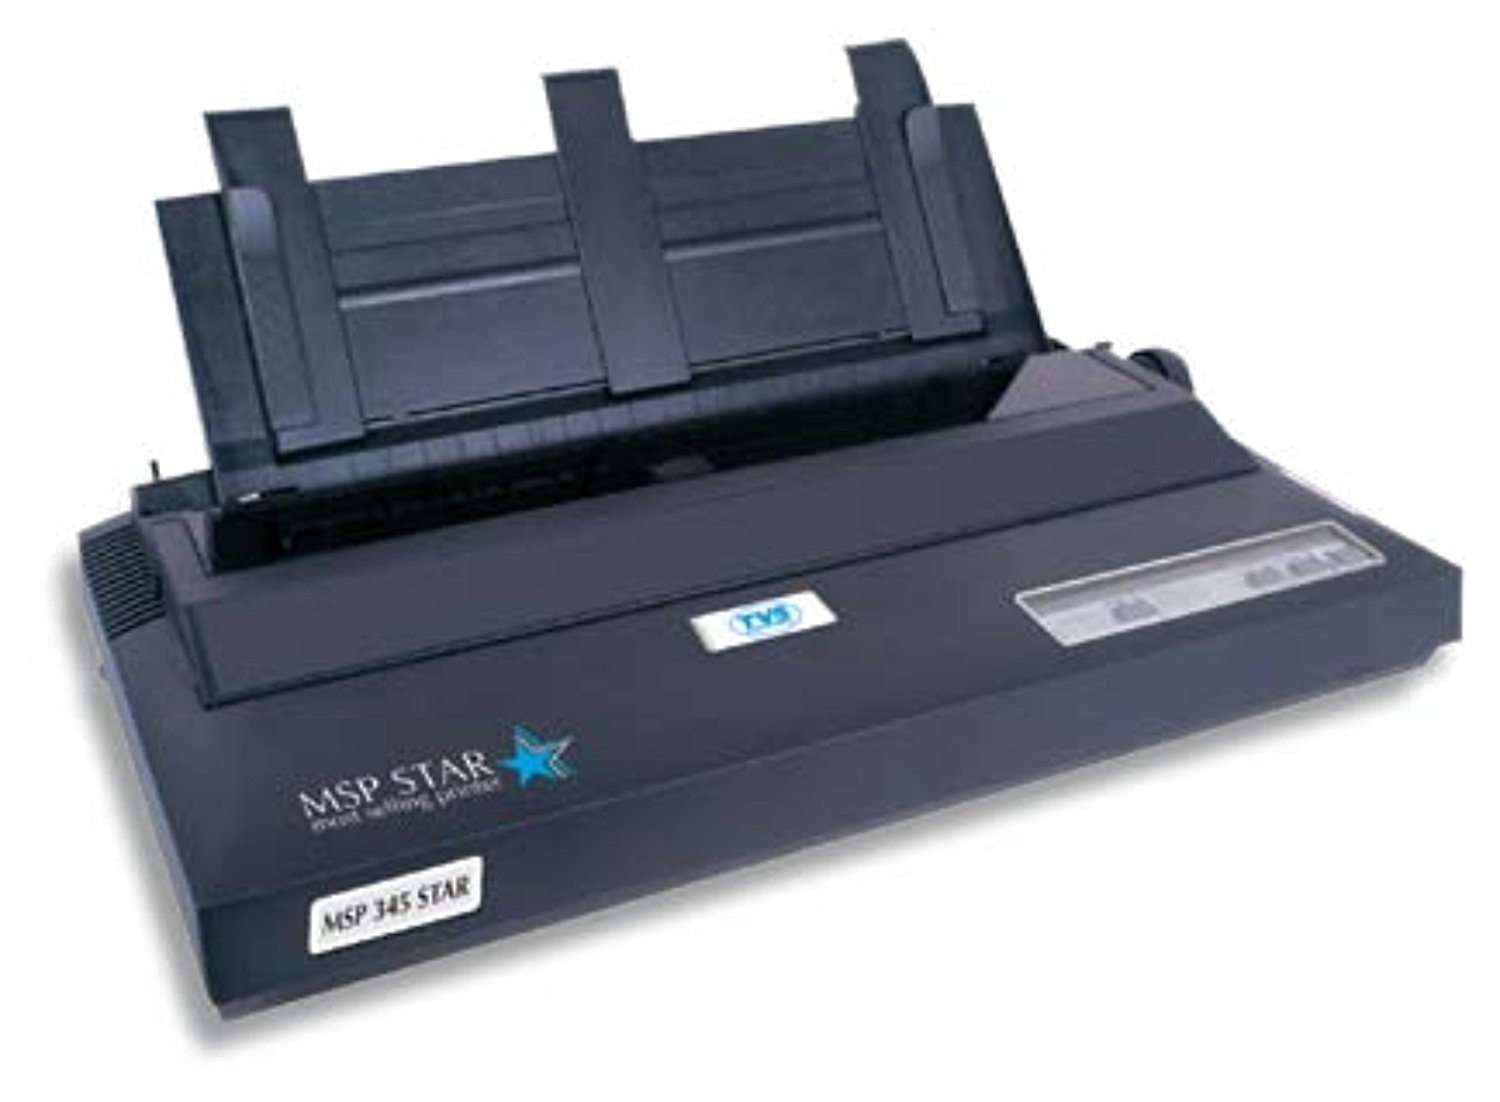 TVS
MSP STAR
most selling printer
MSP 345 STAR